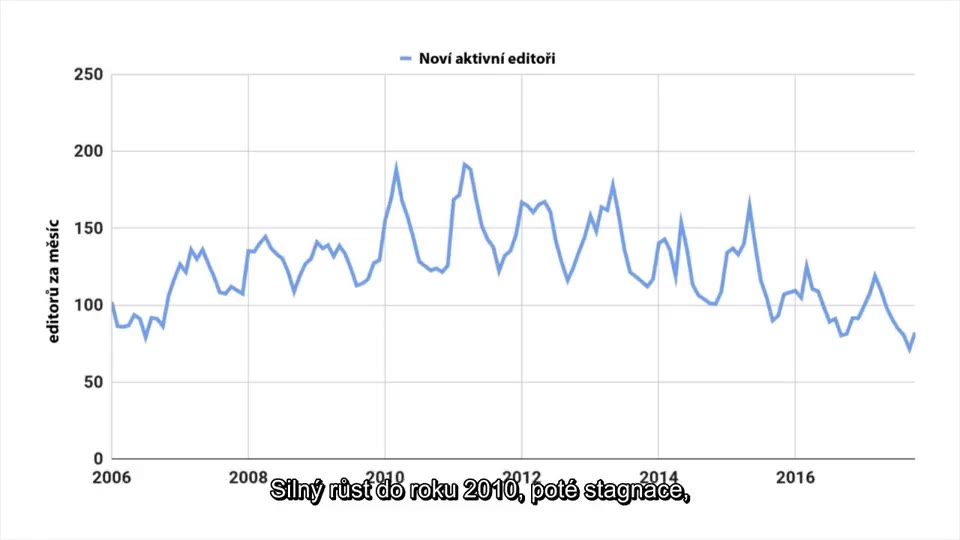 Noví aktivní editoři
250
200
150
100
50
0
editorů za měsíc
2006 2008 2010 2012 2014 2016
Silný růst do roku 2010, poté stagnace,